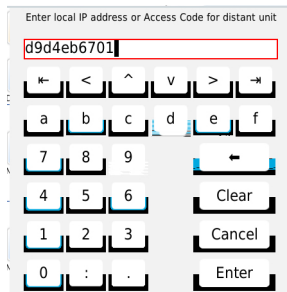 Enter local IP address or Access Code for distant unit
d9d4eb6701
⇤ < ^ v > ⇥
a b c d e f
7 8 9 ⬅
4 5 6 Clear
1 2 3 Cancel
0 : . Enter